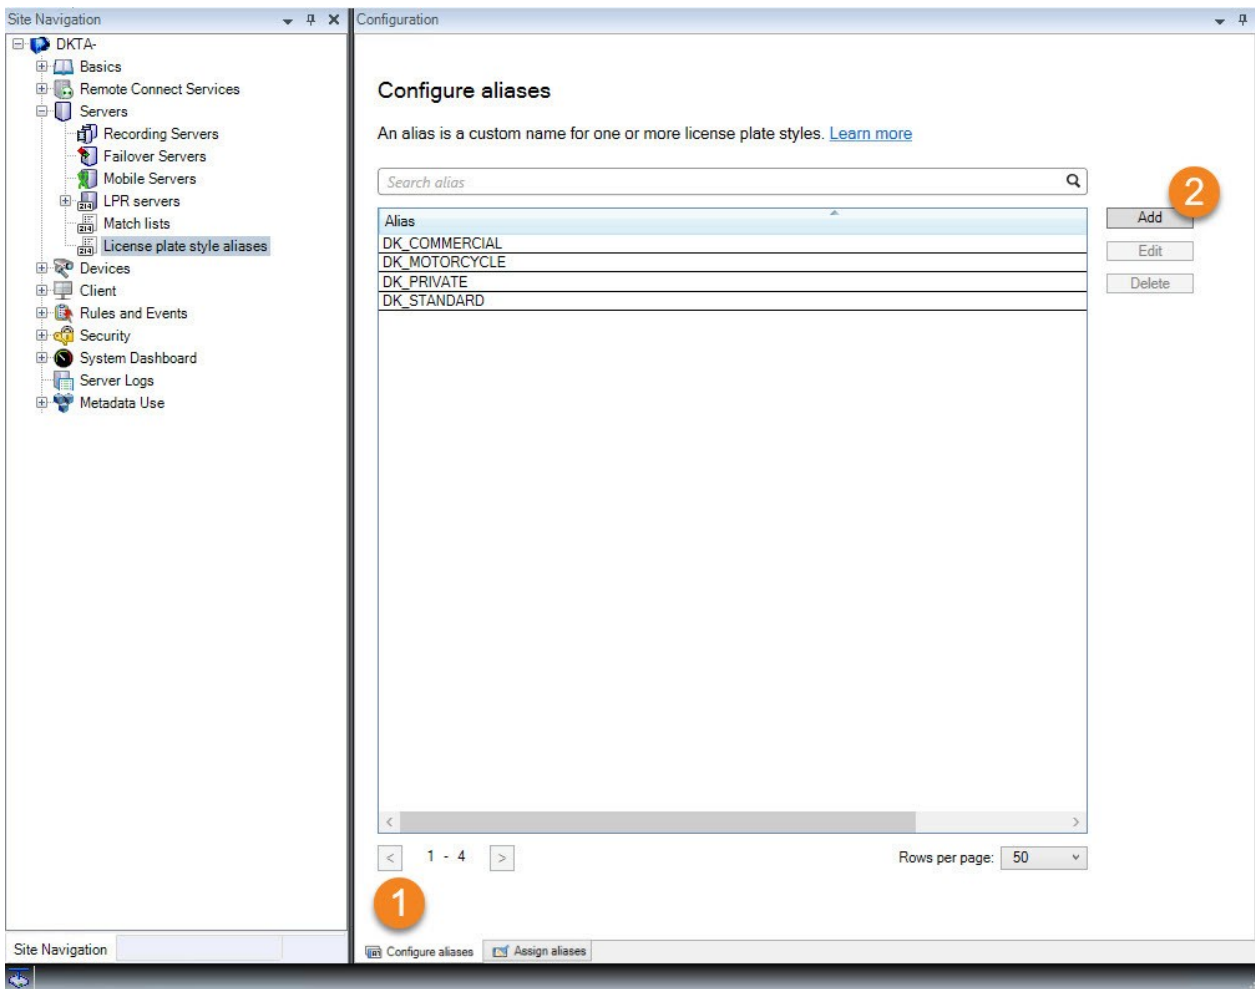 Site Navigation
DKTA-
Basics
Remote Connect Services
Servers
Recording Servers
Failover Servers
Mobile Servers
LPR servers
Match lists
License plate style aliases
Devices
Client
Rules and Events
Security
System Dashboard
Server Logs
Metadata Use
Site Navigation
Configuration
Configure aliases
An alias is a custom name for one or more license plate styles. Learn more
Search alias
2
Alias
Add
DK_COMMERCIAL
Edit
DK_MOTORCYCLE
DK_PRIVATE
Delete
DK_STANDARD
< >
< 1 - 4 > Rows per page: 50
1
Configure aliases Assign aliases